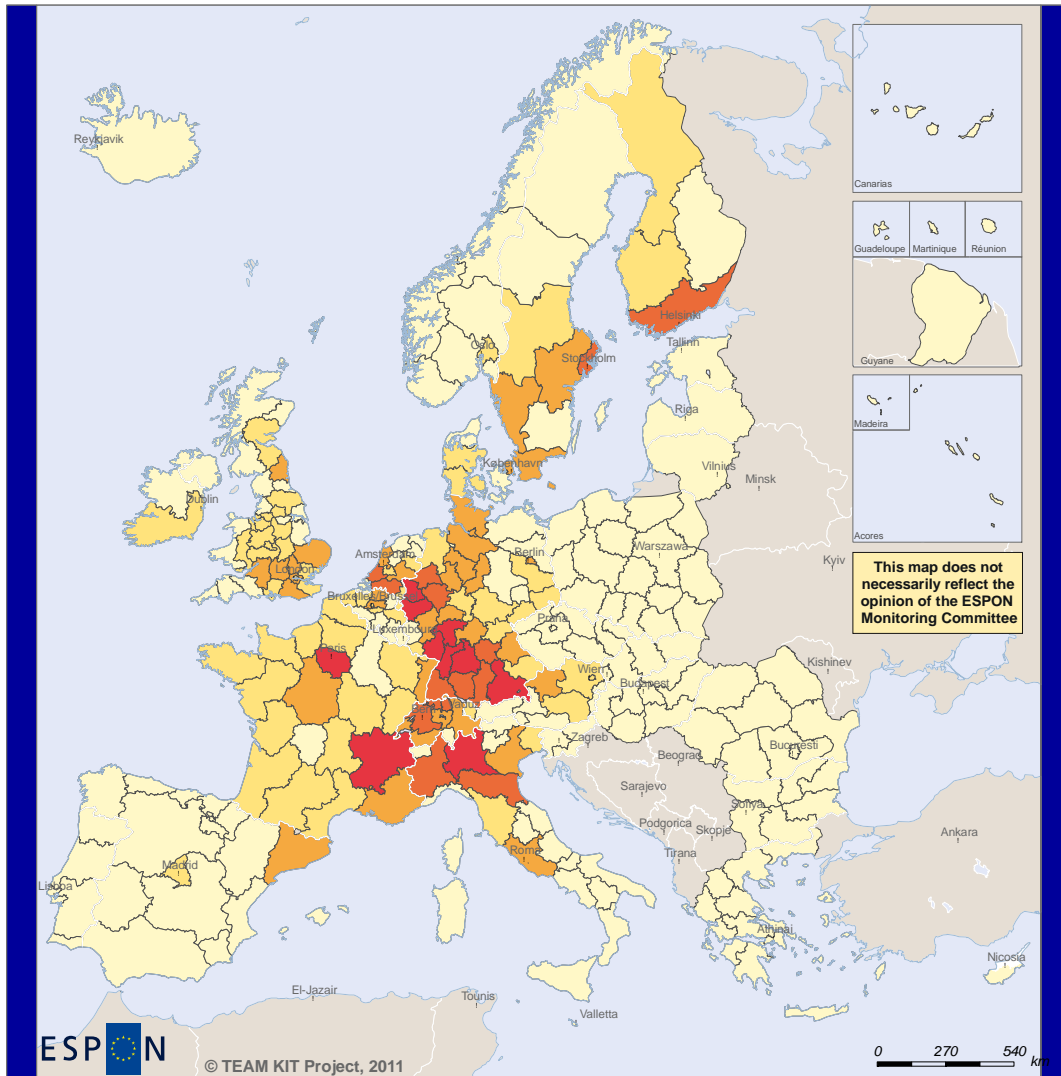 Reykjavik
Canarias
Guadeloupe
Martinique
Réunion
Guyane
Madeira
Acores
This map does not
necessarily reflect the
opinion of the ESPON
Monitoring Committee
Oslo
Stockholm
Helsinki
Tallinn
Riga
Vilnius
Minsk
København
Dublin
London
Amsterdam
Berlin
Warszawa
Kyiv
Luxembourg
Praha
Paris
Wien
Budapest
Kishinev
Bern
Vaduz
Zagreb
Beograd
Bucuresti
Sarajevo
Sofiya
Podgorica
Skopje
Tirana
Ankara
Roma
Madrid
Lisboa
Athinai
Nicosia
El-Jazair
Tounis
Valletta
ESPON
© TEAM KIT Project, 2011
0 270 540
km